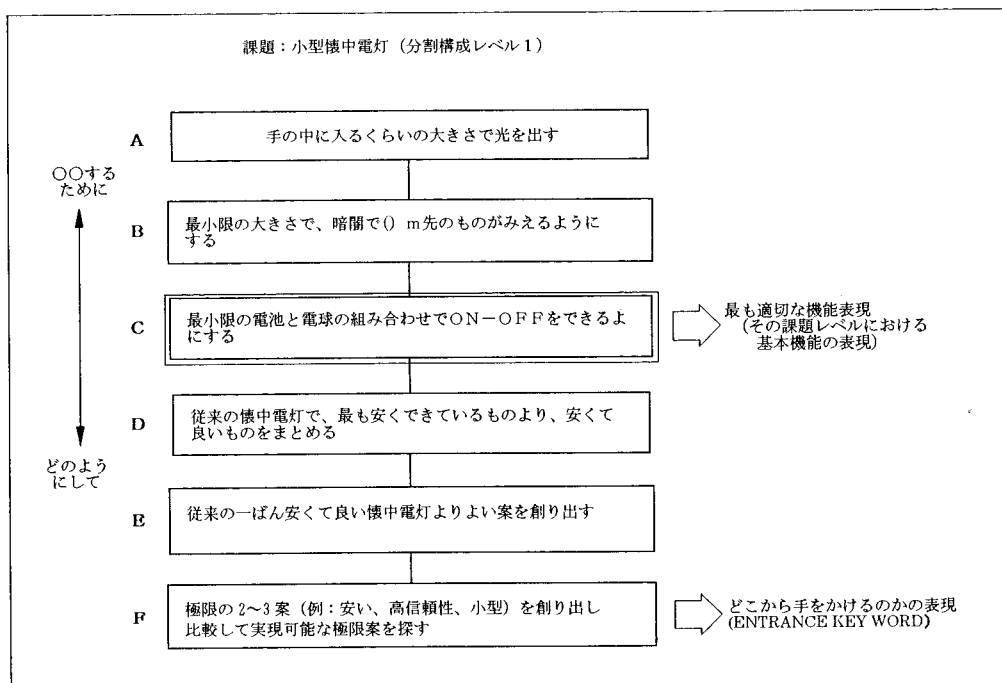 課題：小型懐中電灯（分割構成レベル１）
A
手の中に入るくらいの大きさで光を出す
〇〇する
ために
B
最小限の大きさで、暗闇で()ｍ先のものがみえるように
する
C
最小限の電池と電球の組み合わせでＯＮ－ＯＦＦをできるよ
にする
最も適切な機能表現
（その課題レベルにおける
基本機能の表現）
D
従来の懐中電灯で、最も安くできているものより、安くて
良いものをまとめる
どのよう
にして
E
従来の一ばん安くて良い懐中電灯よりよい案を創り出す
F
極限の２～３案（例：安い、高信頼性、小型）を創り出し
比較して実現可能な極限案を探す
どこから手をかけるのかの表現
(ENTRANCE KEY WORD)